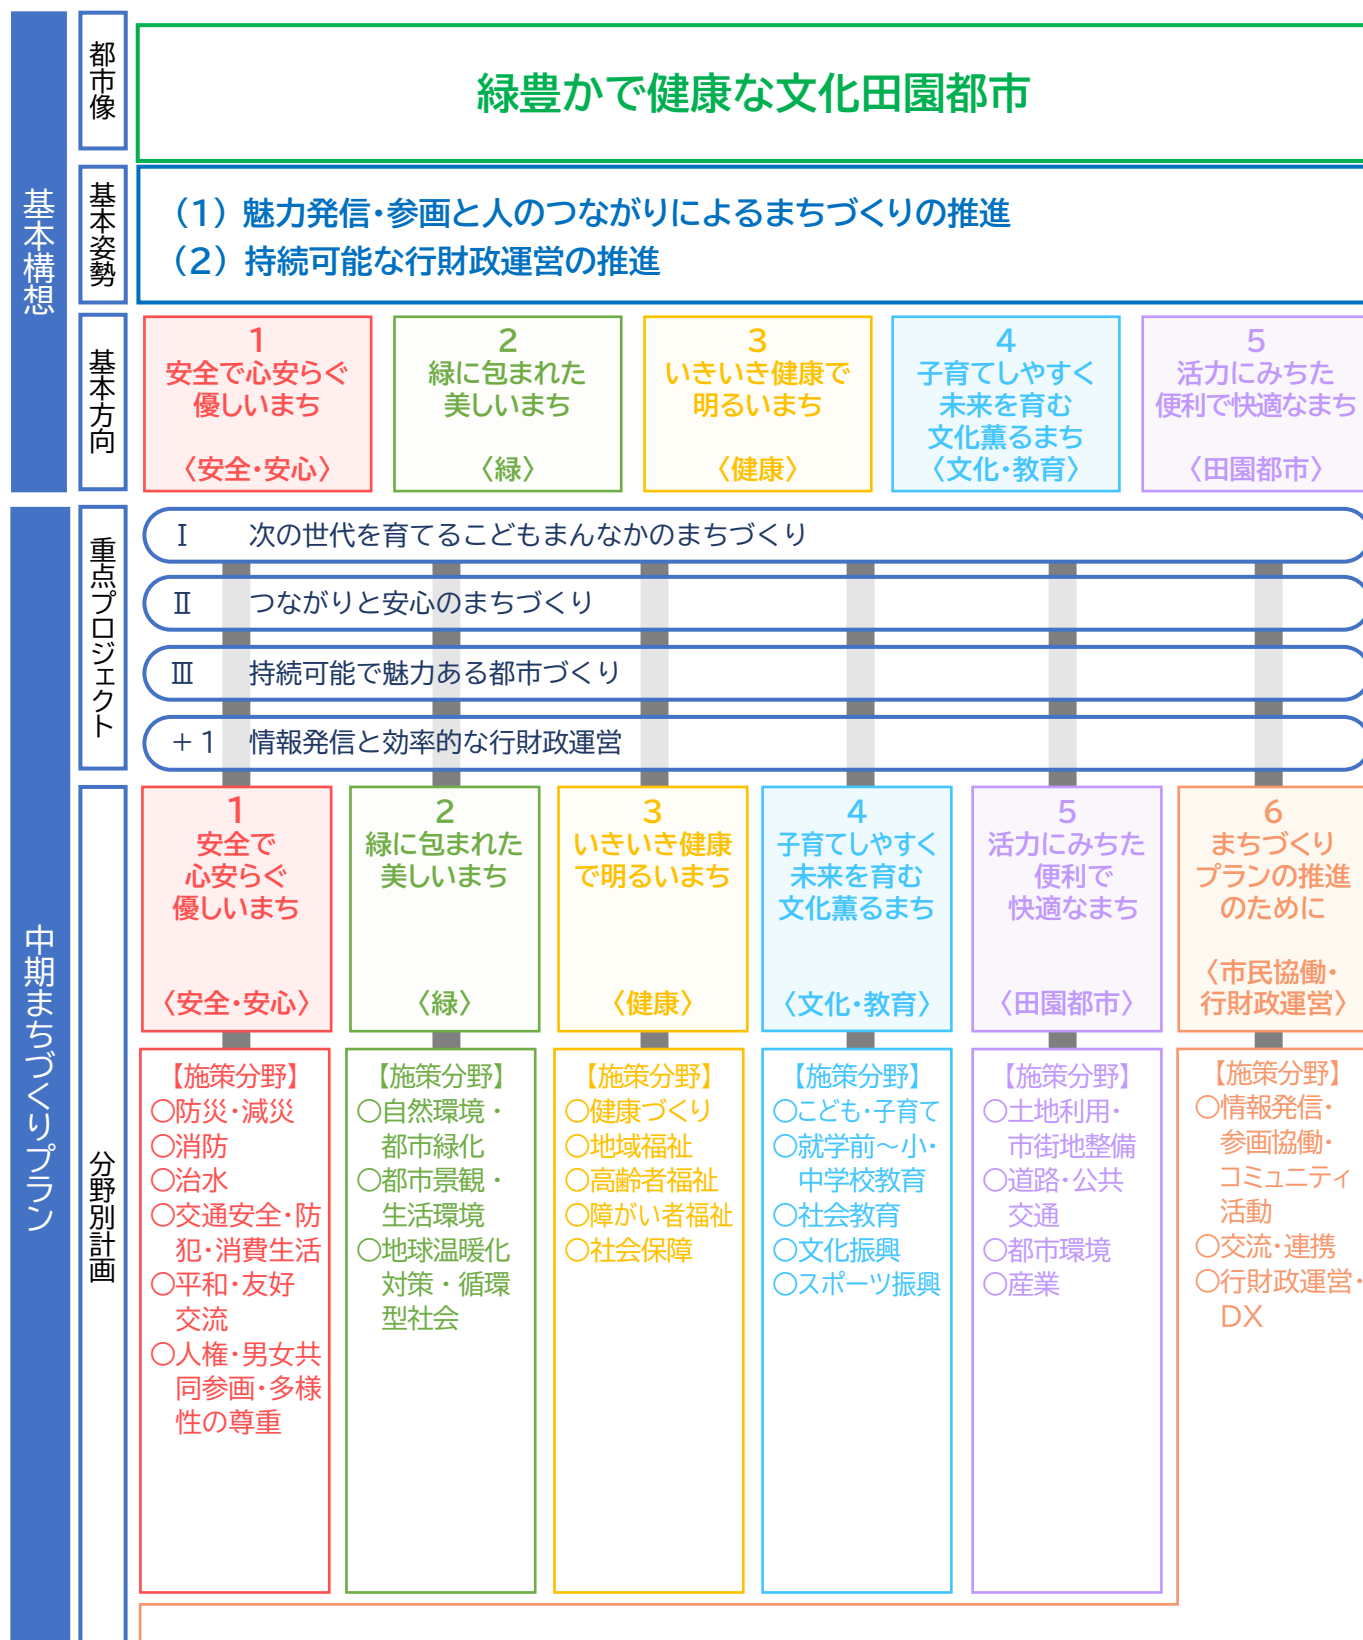 基本構想
都市像
緑豊かで健康な文化田園都市
基本姿勢
（1）魅力発信・参画と人のつながりによるまちづくりの推進
（2）持続可能な行財政運営の推進
基本方向
1
安全で心安らぐ
優しいまち
〈安全・安心〉
2
緑に包まれた
美しいまち
〈緑〉
3
いきいき健康で
明るいまち
〈健康〉
4
子育てしやすく
未来を育む
文化薫るまち
〈文化・教育〉
5
活力にみちた
便利で快適なまち
〈田園都市〉
中期まちづくりプラン
重点プロジェクト
Ⅰ 次の世代を育てるこどもまんなかのまちづくり
Ⅱ つながりと安心のまちづくり
Ⅲ 持続可能で魅力ある都市づくり
＋１ 情報発信と効率的な行財政運営
分野別計画
1
安全で
心安らぐ
優しいまち
〈安全・安心〉
2
緑に包まれた
美しいまち
〈緑〉
3
いきいき健康
で明るいまち
〈健康〉
4
子育てしやすく
未来を育む
文化薫るまち
〈文化・教育〉
5
活力にみちた
便利で
快適なまち
〈田園都市〉
6
まちづくり
プランの推進
のために
〈市民協働・
行財政運営〉
【施策分野】
○防災・減災
○消防
○治水
○交通安全・防
犯・消費生活
○平和・友好
交流
○人権・男女共
同参画・多様
性の尊重
【施策分野】
○自然環境・
都市緑化
○都市景観・
生活環境
○地球温暖化
対策・循環
型社会
【施策分野】
○健康づくり
○地域福祉
○高齢者福祉
○障がい者福祉
○社会保障
【施策分野】
○こども・子育て
○就学前～小・
中学校教育
○社会教育
○文化振興
○スポーツ振興
【施策分野】
○土地利用・
市街地整備
○道路・公共
交通
○都市環境
○産業
【施策分野】
○情報発信・
参画協働・
コミュニティ
活動
○交流・連携
○行財政運営・
DX